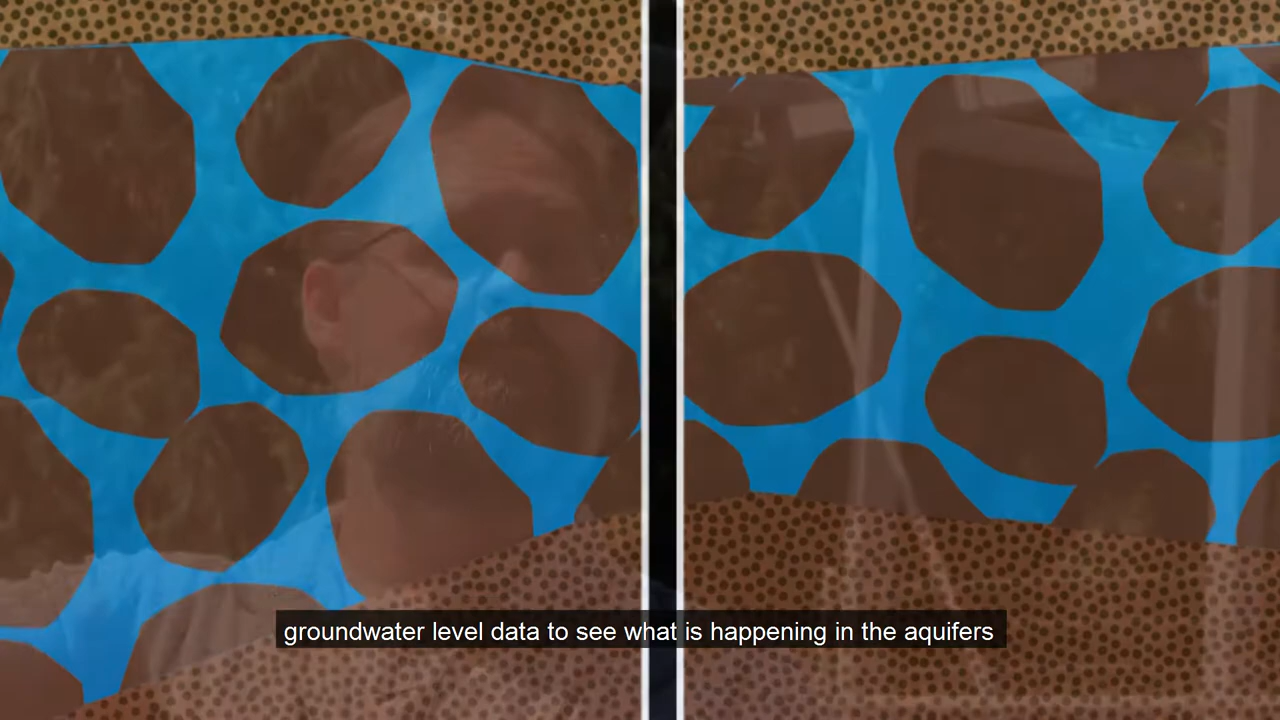 groundwater level data to see what is happening in the aquifers